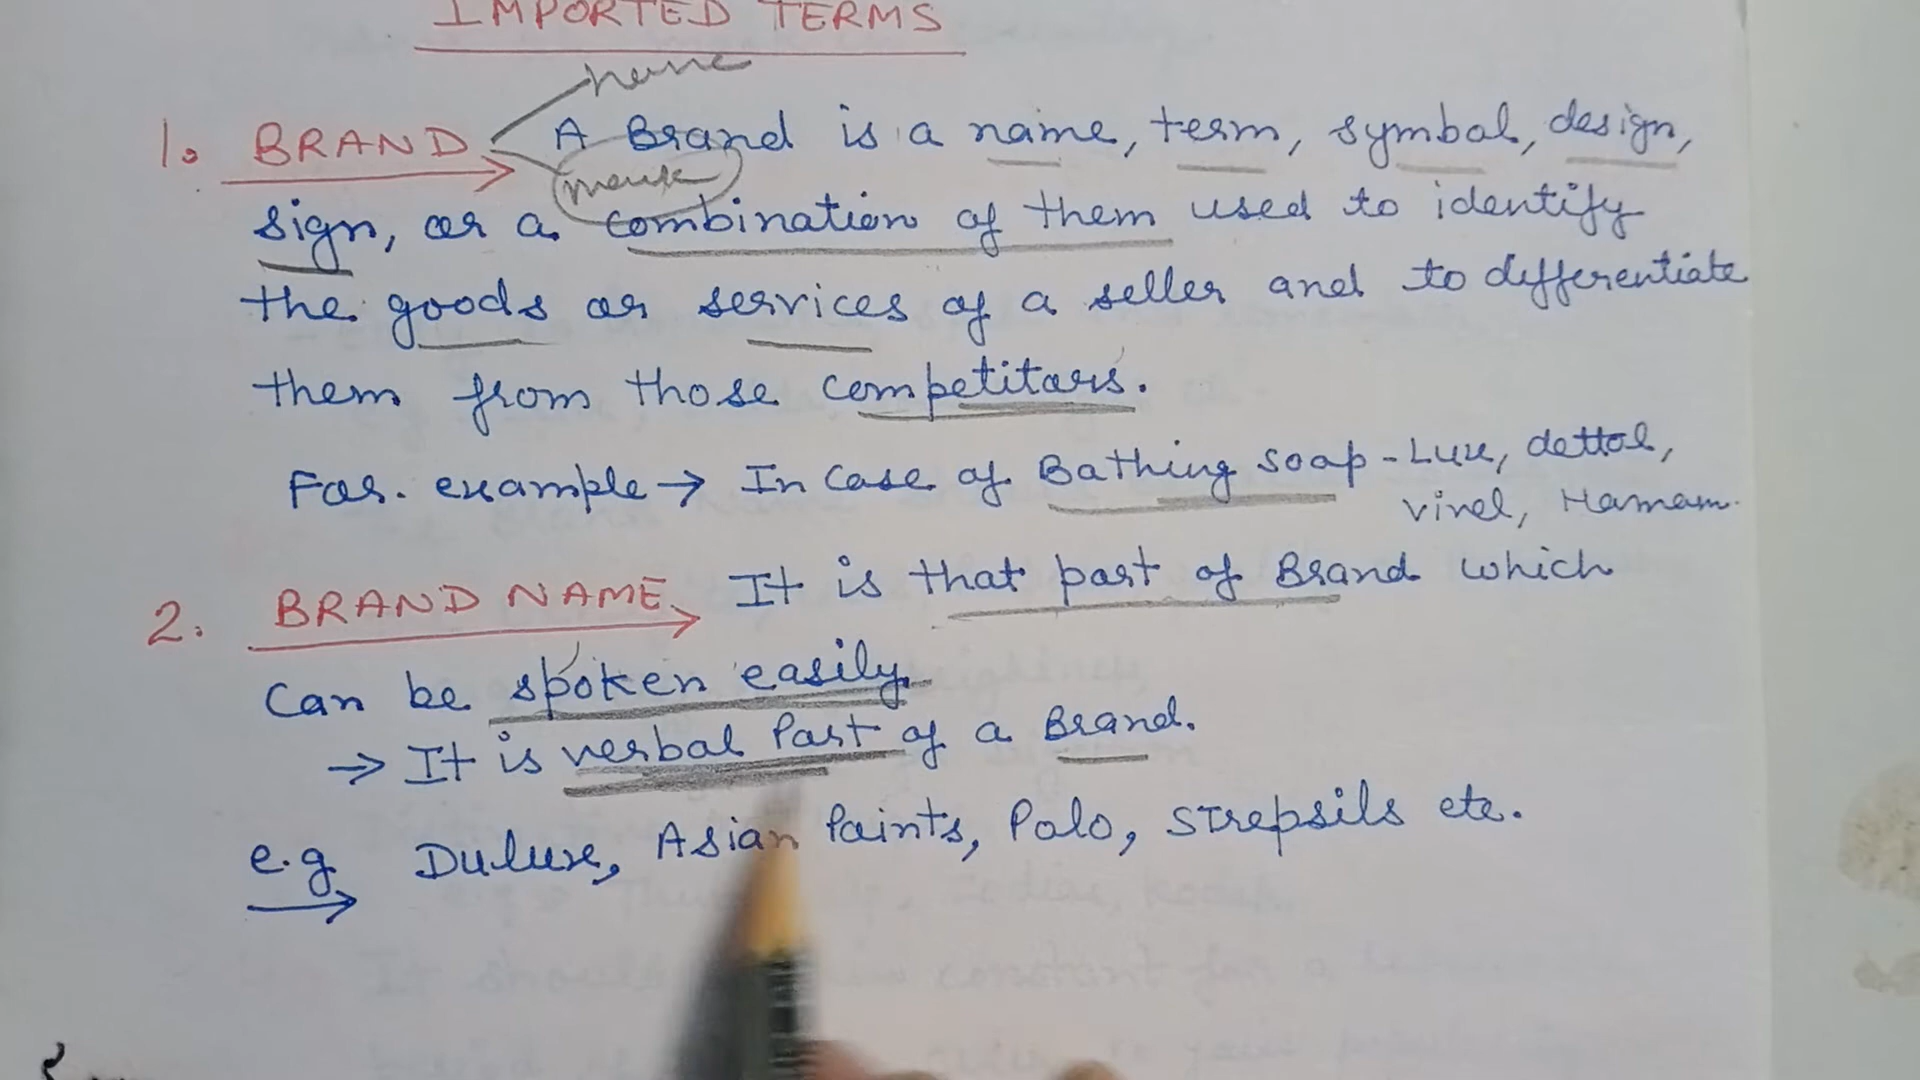 IMPORTED TERMS
name
1. BRAND → A Brand is a name, term, symbol, design,
mark
sign, or a combination of them used to identify
the goods or services of a seller and to differentiate
them from those competitors.
For. example → In case of Bathing soap - Lux, dettol,
vivel, Hamam.
2. BRAND NAME → It is that part of Brand which
can be spoken easily.
→ It is verbal Part of a Brand.
e.g → Dulux, Asian Paints, Polo, Strepsils etc.